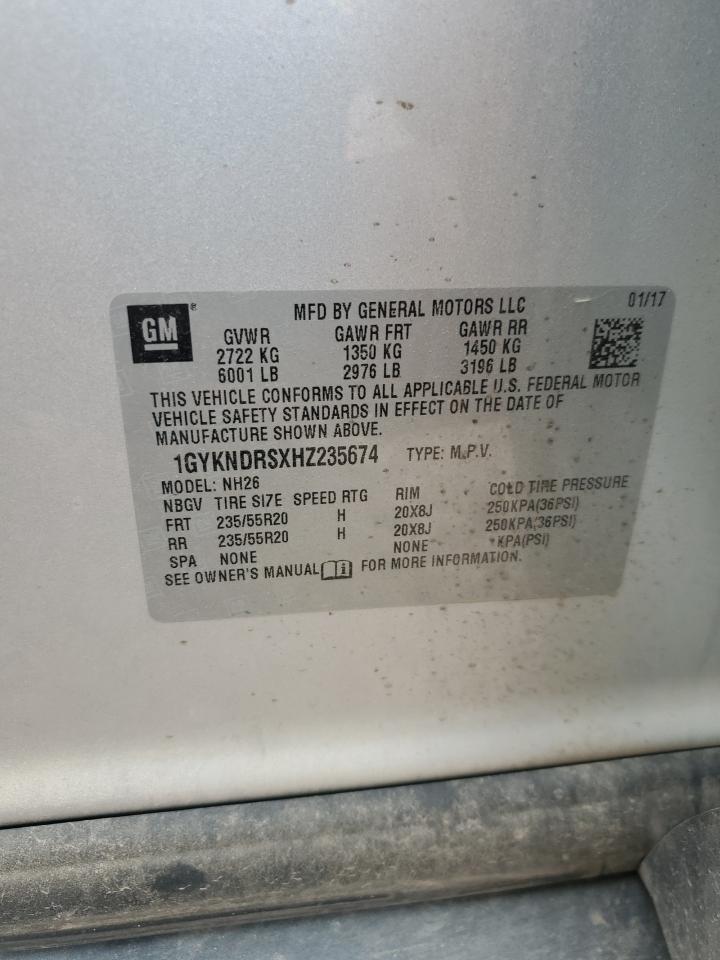 GM ®
MFD BY GENERAL MOTORS LLC 01/17
GVWR GAWR FRT GAWR RR
2722 KG 1350 KG 1450 KG
6001 LB 2976 LB 3196 LB
THIS VEHICLE CONFORMS TO ALL APPLICABLE U.S. FEDERAL MOTOR
VEHICLE SAFETY STANDARDS IN EFFECT ON THE DATE OF
MANUFACTURE SHOWN ABOVE.
1GYKNDRSXHZ235674 TYPE: M.P.V.
MODEL: NH26
NBGV TIRE SIZE SPEED RTG RIM COLD TIRE PRESSURE
FRT 235/55R20 H 20X8J 250KPA(36PSI)
RR 235/55R20 H 20X8J 250KPA(36PSI)
SPA NONE NONE KPA(PSI)
SEE OWNER'S MANUAL FOR MORE INFORMATION.